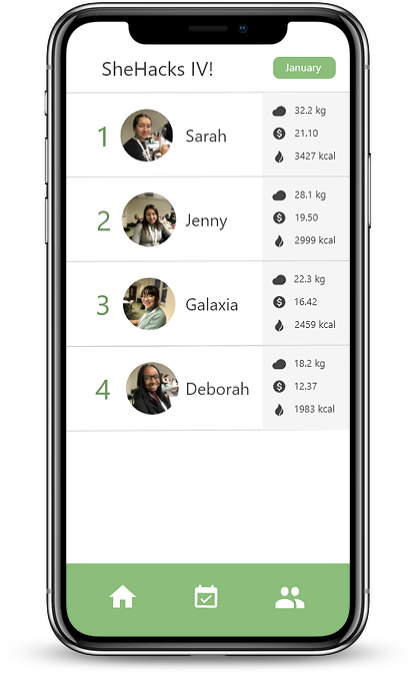 SheHacks IV!
January
1
Sarah
32.2 kg
21.10
3427 kcal
2
Jenny
28.1 kg
19.50
2999 kcal
3
Galaxia
22.3 kg
16.42
2459 kcal
4
Deborah
18.2 kg
12.37
1983 kcal